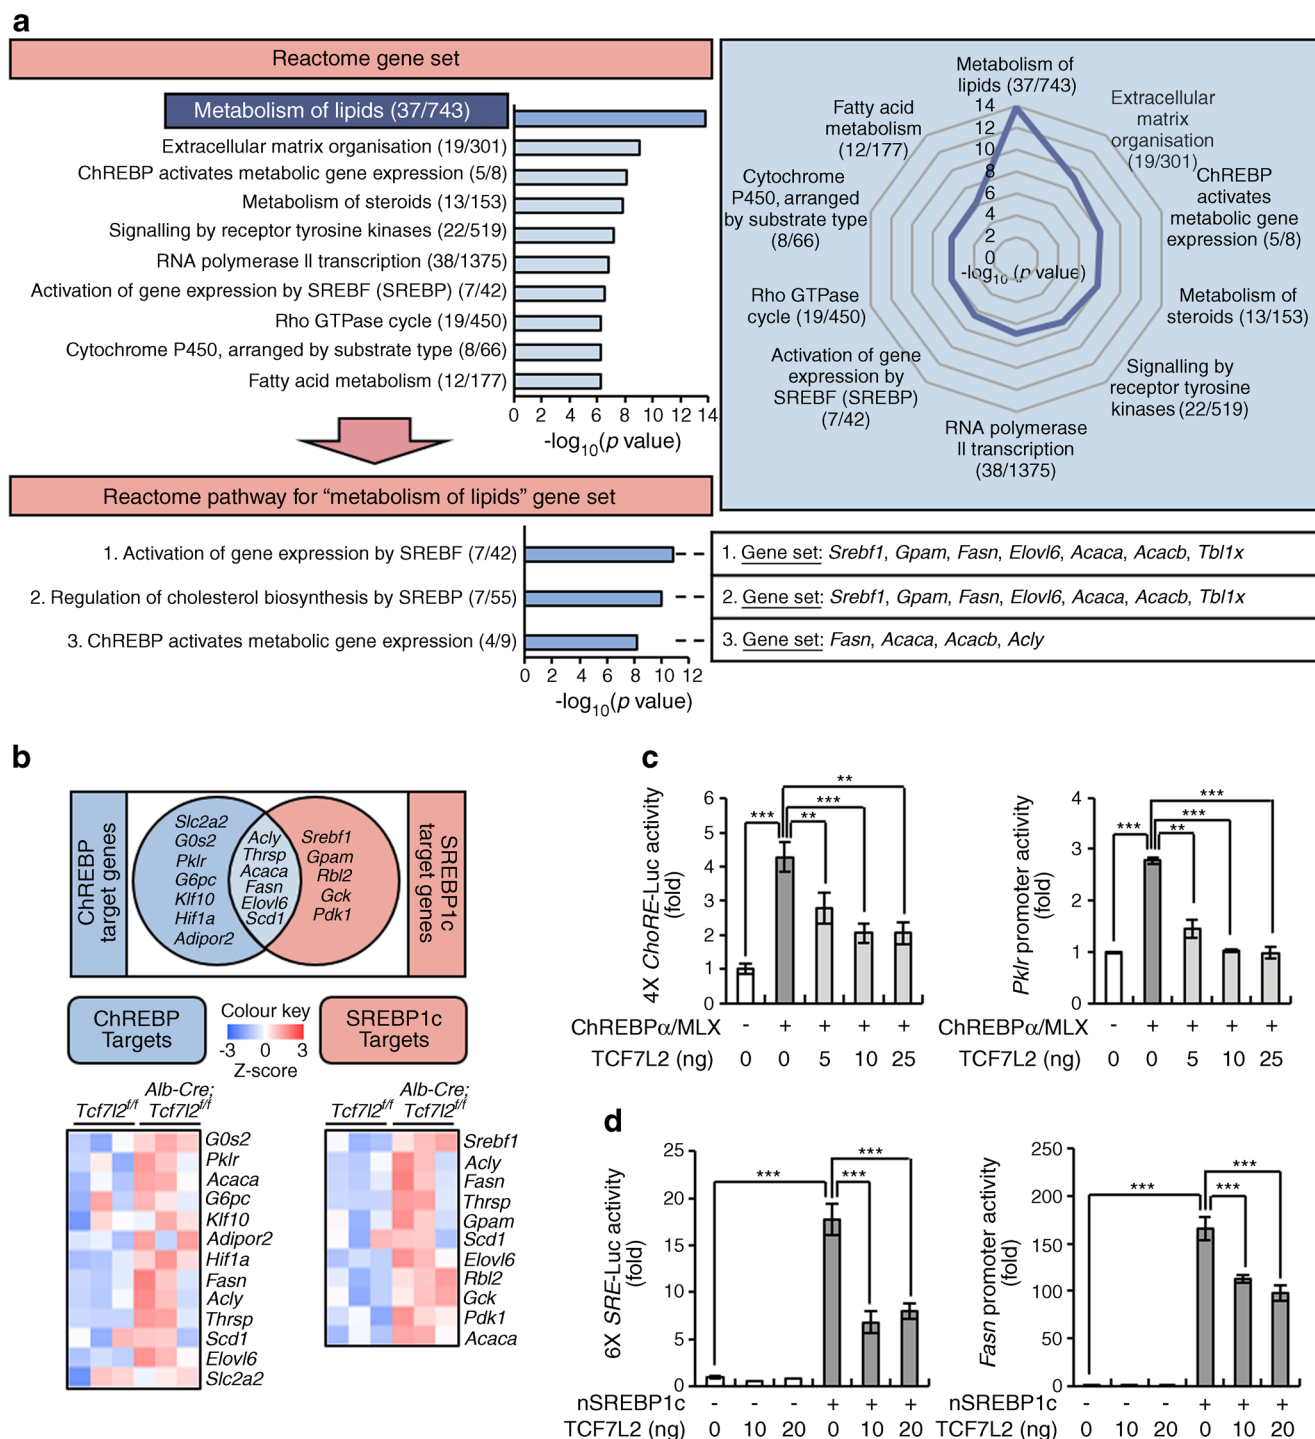 a
Reactome gene set
Metabolism of lipids (37/743)
Extracellular matrix organisation (19/301)
ChREBP activates metabolic gene expression (5/8)
Metabolism of steroids (13/153)
Signalling by receptor tyrosine kinases (22/519)
RNA polymerase II transcription (38/1375)
Activation of gene expression by SREBF (SREBP) (7/42)
Rho GTPase cycle (19/450)
Cytochrome P450, arranged by substrate type (8/66)
Fatty acid metabolism (12/177)
0 2 4 6 8 10 12 14
-log10(p value)
Metabolism of
lipids (37/743)
Extracellular
matrix
organisation
(19/301)
ChREBP
activates
metabolic gene
expression (5/8)
Metabolism of
steroids (13/153)
Signalling by
receptor tyrosine
kinases (22/519)
RNA polymerase
II transcription
(38/1375)
Activation of gene
expression by
SREBF (SREBP)
(7/42)
Rho GTPase
cycle (19/450)
Cytochrome
P450, arranged
by substrate type
(8/66)
Fatty acid
metabolism
(12/177)
14
12
10
8
6
4
2
0
-log10 (p value)
Reactome pathway for “metabolism of lipids” gene set
1. Activation of gene expression by SREBF (7/42)
2. Regulation of cholesterol biosynthesis by SREBP (7/55)
3. ChREBP activates metabolic gene expression (4/9)
0 2 4 6 8 10 12
-log10(p value)
1. Gene set: Srebf1, Gpam, Fasn, Elovl6, Acaca, Acacb, Tbl1x
2. Gene set: Srebf1, Gpam, Fasn, Elovl6, Acaca, Acacb, Tbl1x
3. Gene set: Fasn, Acaca, Acacb, Acly
b
ChREBP
target genes
Slc2a2
G0s2
Pklr
G6pc
Klf10
Hif1a
Adipor2
Acly
Thrsp
Acaca
Fasn
Elovl6
Scd1
Srebf1
Gpam
Rbl2
Gck
Pdk1
SREBP1c
target genes
ChREBP
Targets
Colour key
-3 0 3
Z-score
SREBP1c
Targets
Tcf7l2f/f
Alb-Cre;
Tcf7l2f/f
G0s2
Pklr
Acaca
G6pc
Klf10
Adipor2
Hif1a
Fasn
Acly
Thrsp
Scd1
Elovl6
Slc2a2
Tcf7l2f/f
Alb-Cre;
Tcf7l2f/f
Srebf1
Acly
Fasn
Thrsp
Gpam
Scd1
Elovl6
Rbl2
Gck
Pdk1
Acaca
c
4X ChoRE-Luc activity
(fold)
6
5
4
3
2
1
0
**
***
*** **
ChREBPα/MLX - + + + +
TCF7L2 (ng) 0 0 5 10 25
Pklr promoter activity
(fold)
4
3
2
1
0
***
***
*** **
ChREBPα/MLX - + + + +
TCF7L2 (ng) 0 0 5 10 25
d
6X SRE-Luc activity
(fold)
25
20
15
10
5
0
***
*** ***
nSREBP1c - - - + + +
TCF7L2 (ng) 0 10 20 0 10 20
Fasn promoter activity
(fold)
250
200
150
100
50
0
***
*** ***
nSREBP1c - - - + + +
TCF7L2 (ng) 0 10 20 0 10 20